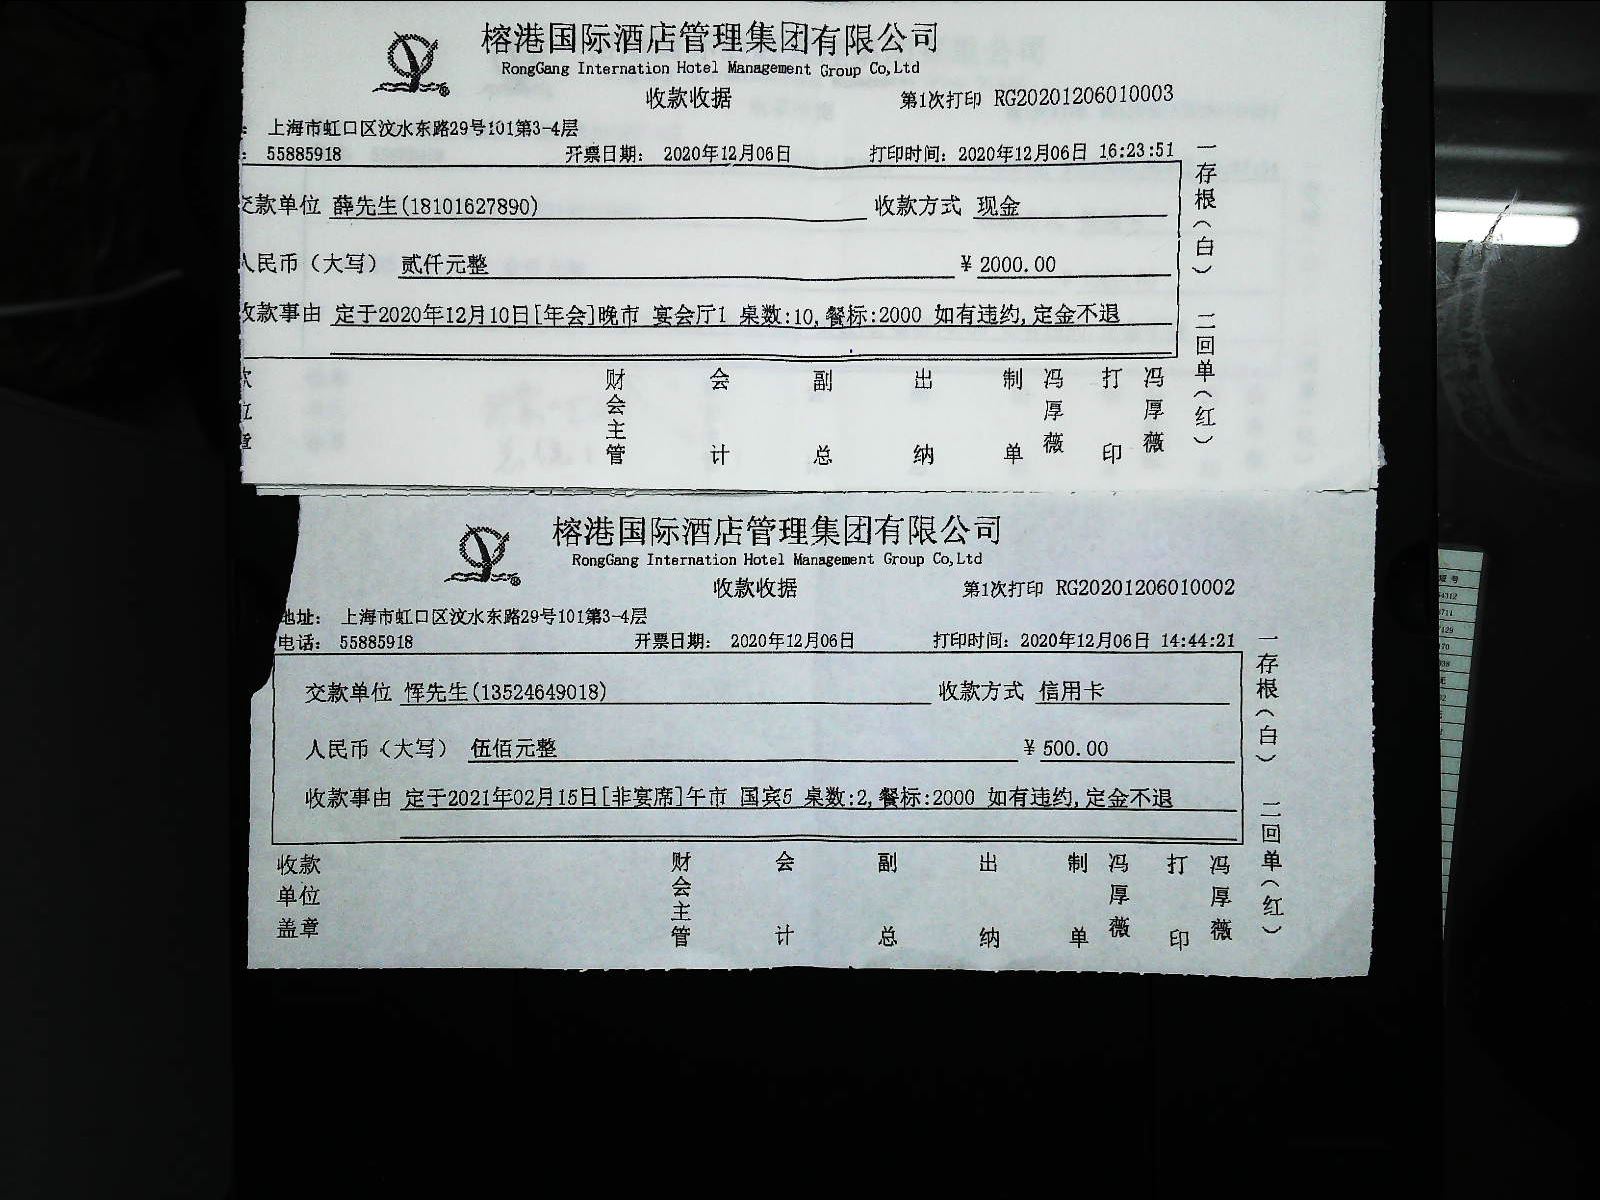 榕港国际酒店管理集团有限公司
RongGang Internation Hotel Management Group Co,Ltd
收款收据 第1次打印 RG20201206010003
: 上海市虹口区汶水东路29号101第3-4层
: 55885918 开票日期: 2020年12月06日 打印时间: 2020年12月06日 16:23:51
交款单位 薛先生(18101627890) 收款方式 现金
人民币（大写） 贰仟元整 ¥ 2000.00
收款事由 定于2020年12月10日[年会]晚市 宴会厅1 桌数:10,餐标:2000 如有违约,定金不退
一存根（白） 二回单（红）
款 位 章 财会主管 会计 副总 出纳 制单 冯厚薇 打印 冯厚薇
榕港国际酒店管理集团有限公司
RongGang Internation Hotel Management Group Co,Ltd
收款收据 第1次打印 RG20201206010002
地址: 上海市虹口区汶水东路29号101第3-4层
电话: 55885918 开票日期: 2020年12月06日 打印时间: 2020年12月06日 14:44:21
交款单位 恽先生(13524649018) 收款方式 信用卡
人民币（大写） 伍佰元整 ¥ 500.00
收款事由 定于2021年02月15日[非宴席]午市 国宾5 桌数:2,餐标:2000 如有违约,定金不退
一存根（白） 二回单（红）
收款单位盖章 财会主管 会计 副总 出纳 制单 冯厚薇 打印 冯厚薇